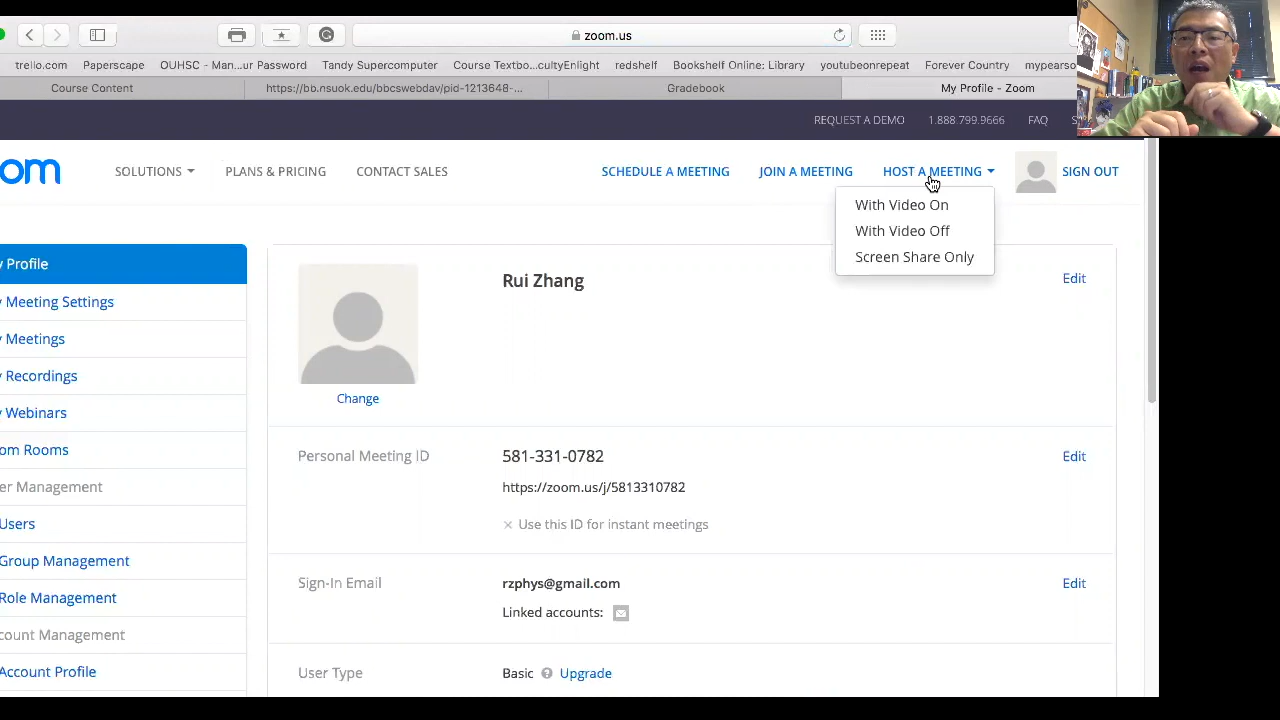 zoom.us
trello.com Paperscape OUHSC - Man...ur Password Tandy Supercomputer Course Textbo...cultyEnlight redshelf Bookshelf Online: Library youtubeonrepeat Forever Country mypearso
Course Content https://bb.nsuok.edu/bbcswebdav/pid-1213648-... Gradebook My Profile - Zoom
REQUEST A DEMO 1.888.799.9666 FAQ S
om SOLUTIONS PLANS & PRICING CONTACT SALES SCHEDULE A MEETING JOIN A MEETING HOST A MEETING SIGN OUT
With Video On
With Video Off
Screen Share Only
y Profile
y Meeting Settings
y Meetings
y Recordings
y Webinars
om Rooms
er Management
Users
Group Management
Role Management
count Management
Account Profile
Rui Zhang Edit
Change
Personal Meeting ID 581-331-0782 Edit
https://zoom.us/j/5813310782
× Use this ID for instant meetings
Sign-In Email rzphys@gmail.com Edit
Linked accounts:
User Type Basic ? Upgrade